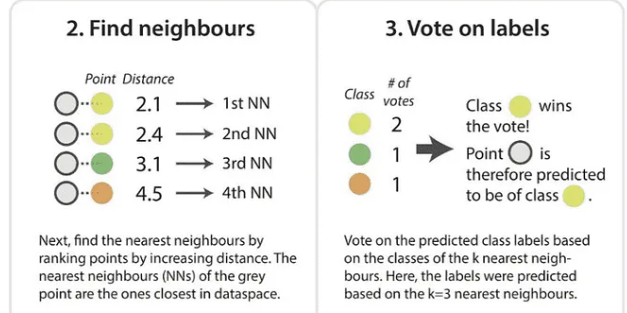 2. Find neighbours
Point Distance
2.1 1st NN
2.4 2nd NN
3.1 3rd NN
4.5 4th NN
Next, find the nearest neighbours by
ranking points by increasing distance. The
nearest neighbours (NNs) of the grey
point are the ones closest in dataspace.
3. Vote on labels
Class # of
votes
2
1
1
Class wins
the vote!
Point is
therefore predicted
to be of class .
Vote on the predicted class labels based
on the classes of the k nearest neigh-
bours. Here, the labels were predicted
based on the k=3 nearest neighbours.